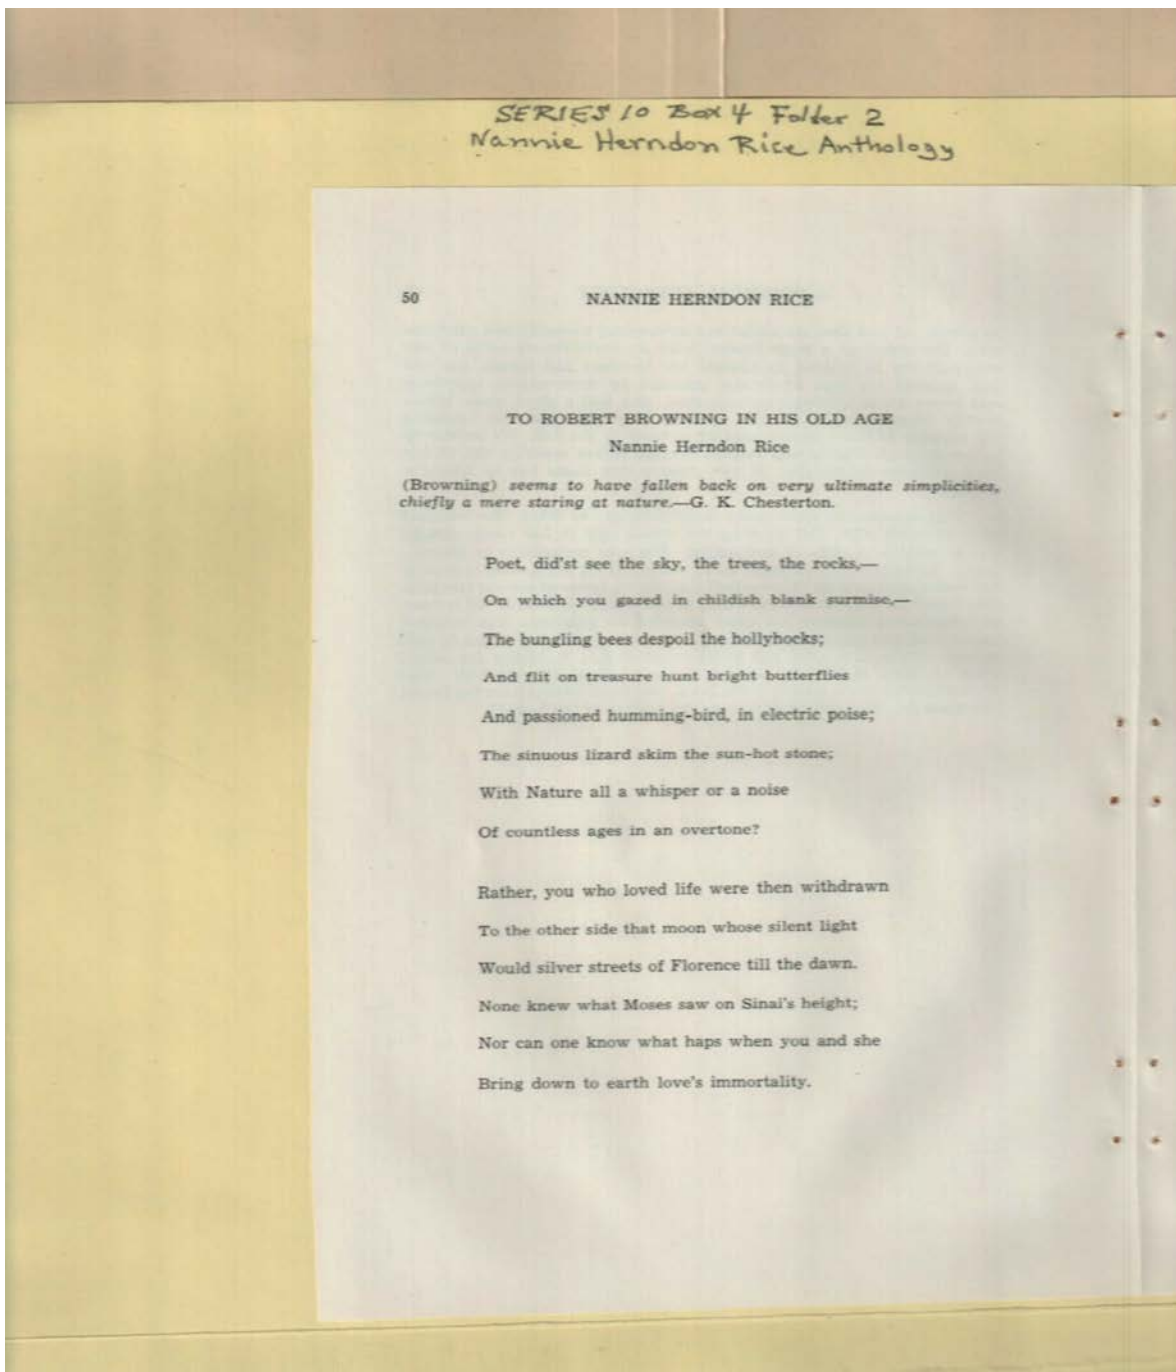 SERIES 10 Box 4 Folder 2
Nannie Herndon Rice Anthology
50 NANNIE HERNDON RICE
TO ROBERT BROWNING IN HIS OLD AGE
Nannie Herndon Rice
(Browning) seems to have fallen back on very ultimate simplicities,
chiefly a mere staring at nature.—G. K. Chesterton.
Poet, did'st see the sky, the trees, the rocks,—
On which you gazed in childish blank surmise,—
The bungling bees despoil the hollyhocks;
And flit on treasure hunt bright butterflies
And passioned humming-bird, in electric poise;
The sinuous lizard skim the sun-hot stone;
With Nature all a whisper or a noise
Of countless ages in an overtone?
Rather, you who loved life were then withdrawn
To the other side that moon whose silent light
Would silver streets of Florence till the dawn.
None knew what Moses saw on Sinai's height;
Nor can one know what haps when you and she
Bring down to earth love's immortality.